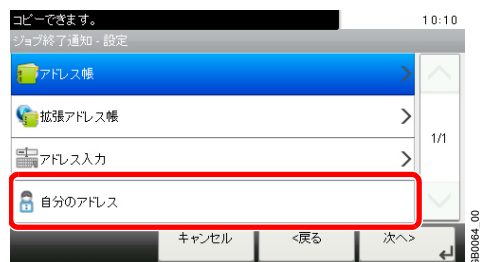 コピーできます。 10:10
ジョブ終了通知 - 設定
アドレス帳
拡張アドレス帳
1/1
アドレス入力
自分のアドレス
キャンセル <戻る 次へ>
GB0064_00